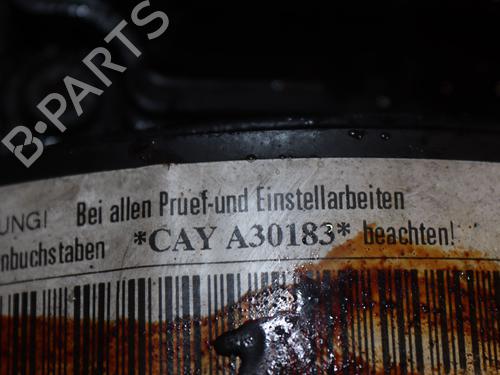 B-PARTS
UNG! Bei allen Pruef-und Einstellarbeiten
nbuchstaben *CAY A30183* beachten!